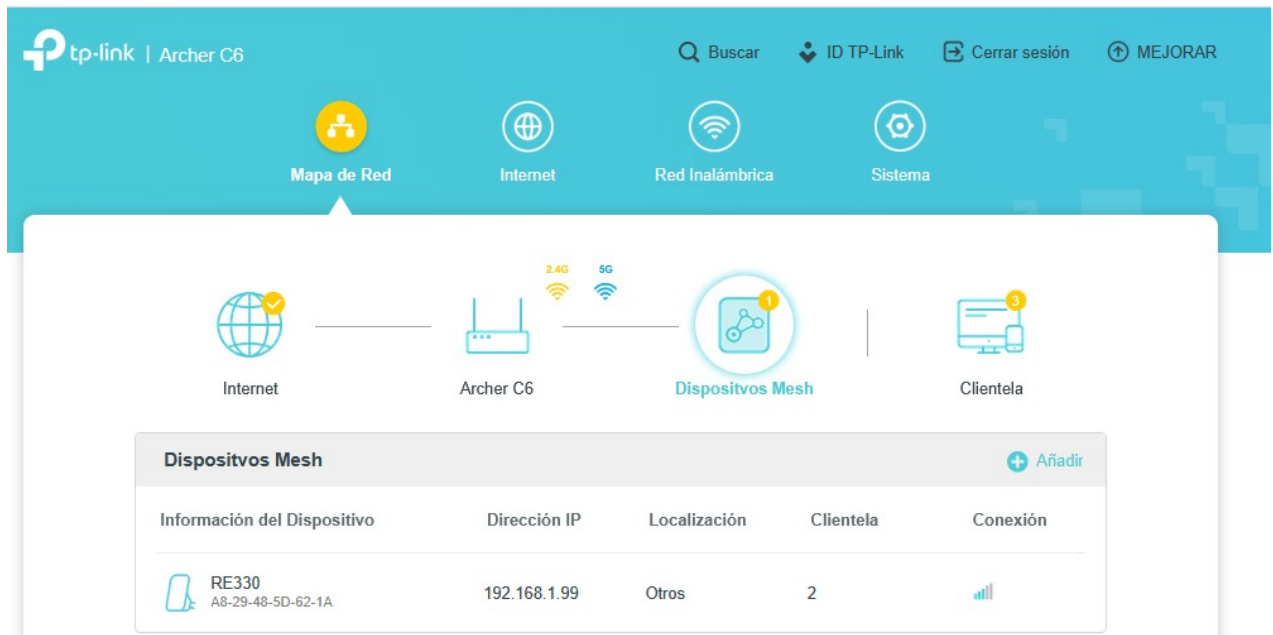 tp-link | Archer C6
Buscar ID TP-Link Cerrar sesión MEJORAR
Mapa de Red Internet Red Inalámbrica Sistema
2.4G 5G
1 3
Internet Archer C6 Dispositvos Mesh Clientela
Dispositvos Mesh Añadir
Información del Dispositivo Dirección IP Localización Clientela Conexión
RE330 192.168.1.99 Otros 2
A8-29-48-5D-62-1A